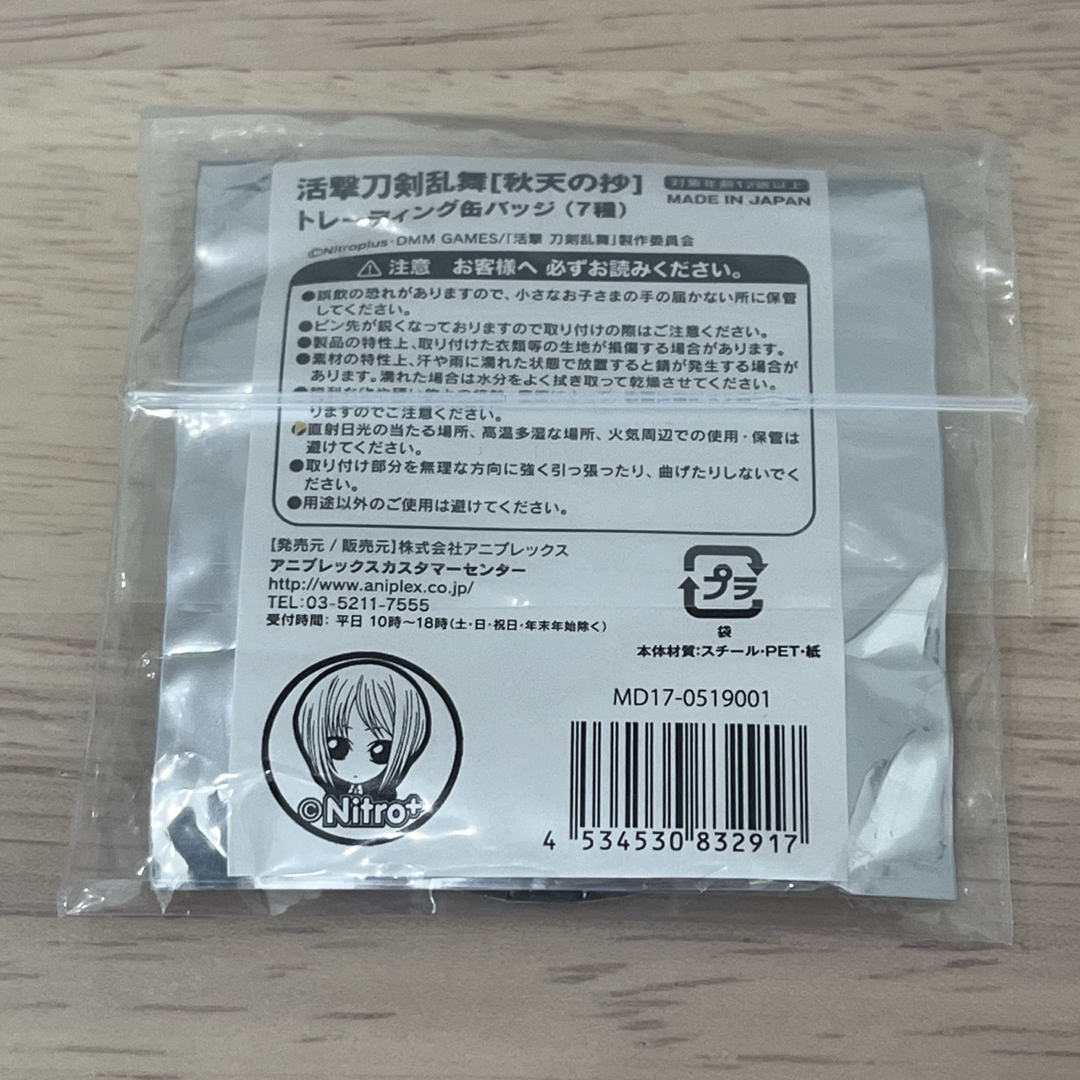 活撃刀剣乱舞[秋天の抄]
対象年齢12歳以上
MADE IN JAPAN
トレーディング缶バッジ(7種)
©Nitroplus・DMM GAMES/「活撃 刀剣乱舞」製作委員会
⚠ 注意 お客様へ 必ずお読みください。
●誤飲の恐れがありますので、小さなお子さまの手の届かない所に保管
してください。
●ピン先が鋭くなっておりますので取り付けの際はご注意ください。
●製品の特性上、取り付けた衣類等の生地が損傷する場合があります。
●素材の特性上、汗や雨に濡れた状態で放置すると錆が発生する場合が
あります。濡れた場合は水分をよく拭き取って乾燥させてください。
りますのでご注意ください。
●直射日光の当たる場所、高温多湿な場所、火気周辺での使用・保管は
避けてください。
●取り付け部分を無理な方向に強く引っ張ったり、曲げたりしないでく
ださい。
●用途以外のご使用は避けてください。
【発売元 / 販売元】株式会社アニプレックス
アニプレックスカスタマーセンター
http://www.aniplex.co.jp/
TEL:03-5211-7555
受付時間: 平日 10時〜18時(土・日・祝日・年末年始除く)
プラ
袋
本体材質:スチール・PET・紙
MD17-0519001
©Nitro+
4 534530 832917